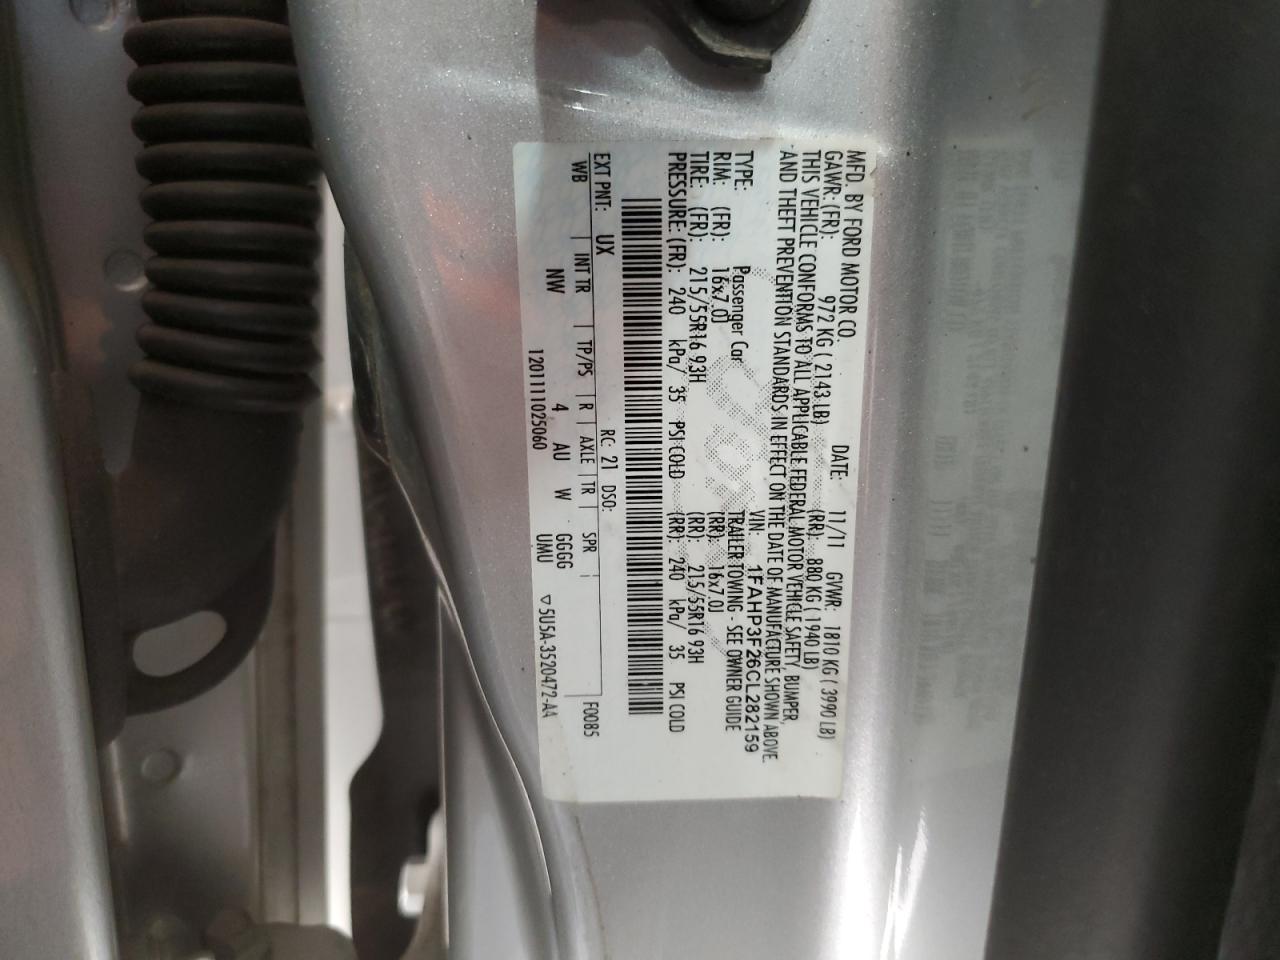 MFD. BY FORD MOTOR CO.
DATE: 11/11 GVWR: 1810 KG ( 3990 LB)
GAWR: (FR): 972 KG ( 2143 LB) (RR): 880 KG ( 1940 LB)
THIS VEHICLE CONFORMS TO ALL APPLICABLE FEDERAL MOTOR VEHICLE SAFETY, BUMPER,
AND THEFT PREVENTION STANDARDS IN EFFECT ON THE DATE OF MANUFACTURE SHOWN ABOVE.
VIN: 1FAHP3F26CL282159
TYPE: Passenger Car TRAILER TOWING - SEE OWNER GUIDE
RIM: (FR): 16x7.0J (RR): 16x7.0J
TIRE: (FR): 215/55R16 93H (RR): 215/55R16 93H
PRESSURE: (FR): 240 kPa/ 35 PSI COLD (RR): 240 kPa/ 35 PSI COLD
EXT PNT: UX RC: 21 DSO:
WB INT TR TP/PS R AXLE TR SPR F0085
NW 4 AU W GGGG
1201111025060 UMU ▽5U5A-3520472-AA